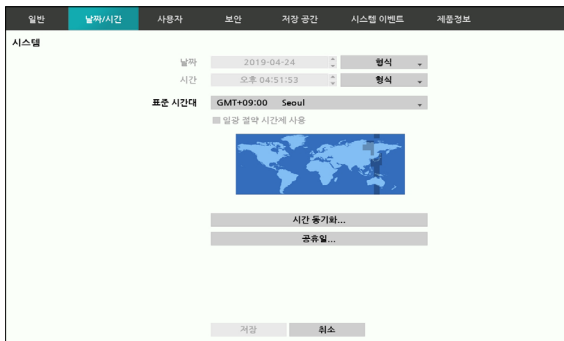 일반 날짜/시간 사용자 보안 저장 공간 시스템 이벤트 제품정보
시스템
날짜 2019-04-24 형식
시간 오후 04:51:53 형식
표준 시간대 GMT+09:00 Seoul
일광 절약 시간제 사용
시간 동기화...
공휴일...
저장 취소